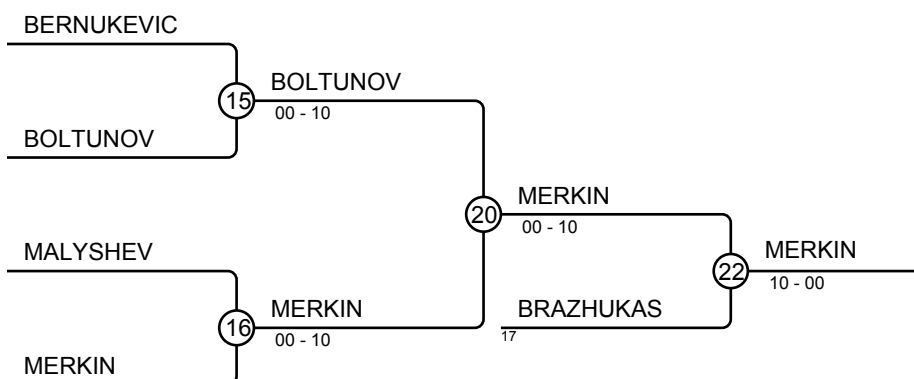 BERNUKEVIC
15
BOLTUNOV
00 - 10
BOLTUNOV
20
MERKIN
00 - 10
MALYSHEV
22
MERKIN
10 - 00
16
MERKIN
00 - 10
BRAZHUKAS
17
MERKIN